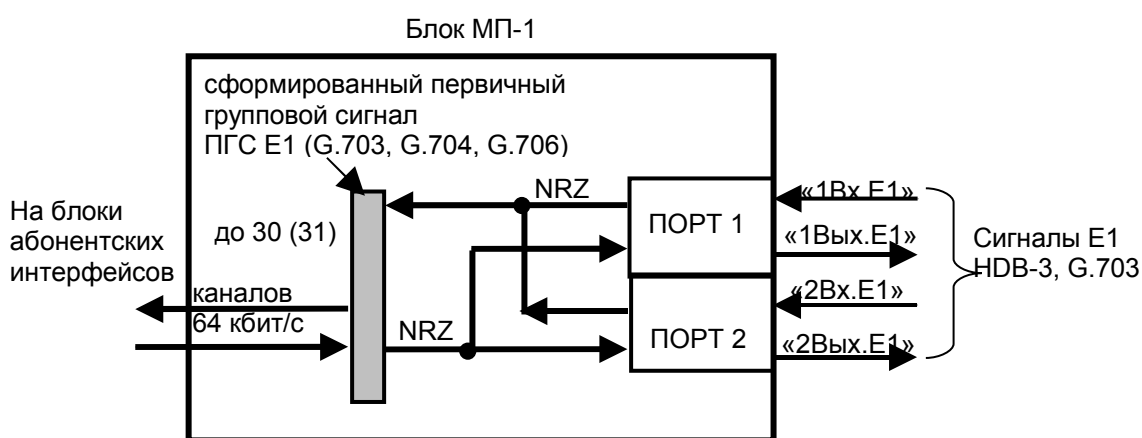 Блок МП-1
сформированный первичный
групповой сигнал
ПГС Е1 (G.703, G.704, G.706)
На блоки
абонентских
интерфейсов
до 30 (31)
каналов
64 кбит/с
NRZ
NRZ
ПОРТ 1
ПОРТ 2
«1Вх.Е1»
«1Вых.Е1»
«2Вх.Е1»
«2Вых.Е1»
Сигналы Е1
HDB-3, G.703